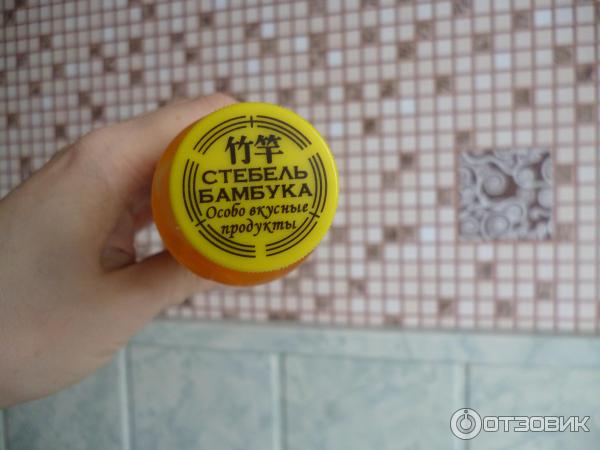 竹竿
СТЕБЕЛЬ
БАМБУКА
Особо вкусные
продукты
ОТЗОВИК